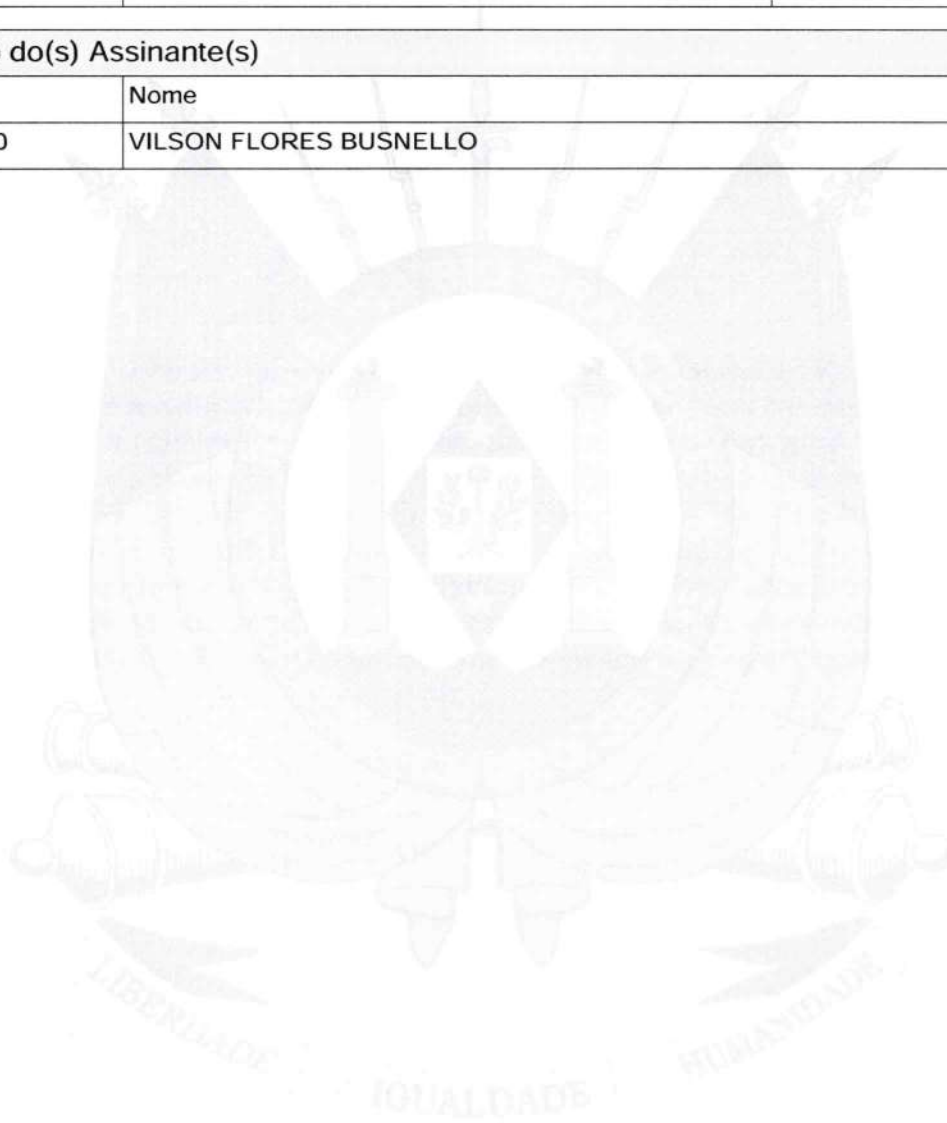 do(s) Assinante(s)
Nome
0
VILSON FLORES BUSNELLO
LIBERDADE
IGUALDADE
HUMANIDADE